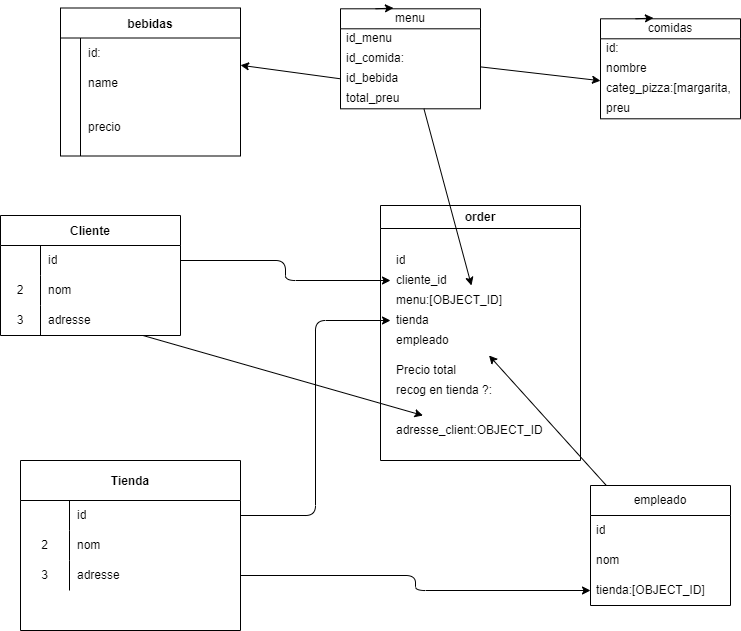 bebidas
id:
name
precio
menu
id_menu
id_comida:
id_bebida
total_preu
comidas
id:
nombre
categ_pizza:[margarita,
preu
Cliente
id
2 nom
3 adresse
order
id
cliente_id
menu:[OBJECT_ID]
tienda
empleado
Precio total
recog en tienda ?:
adresse_client:OBJECT_ID
Tienda
id
2 nom
3 adresse
empleado
id
nom
tienda:[OBJECT_ID]